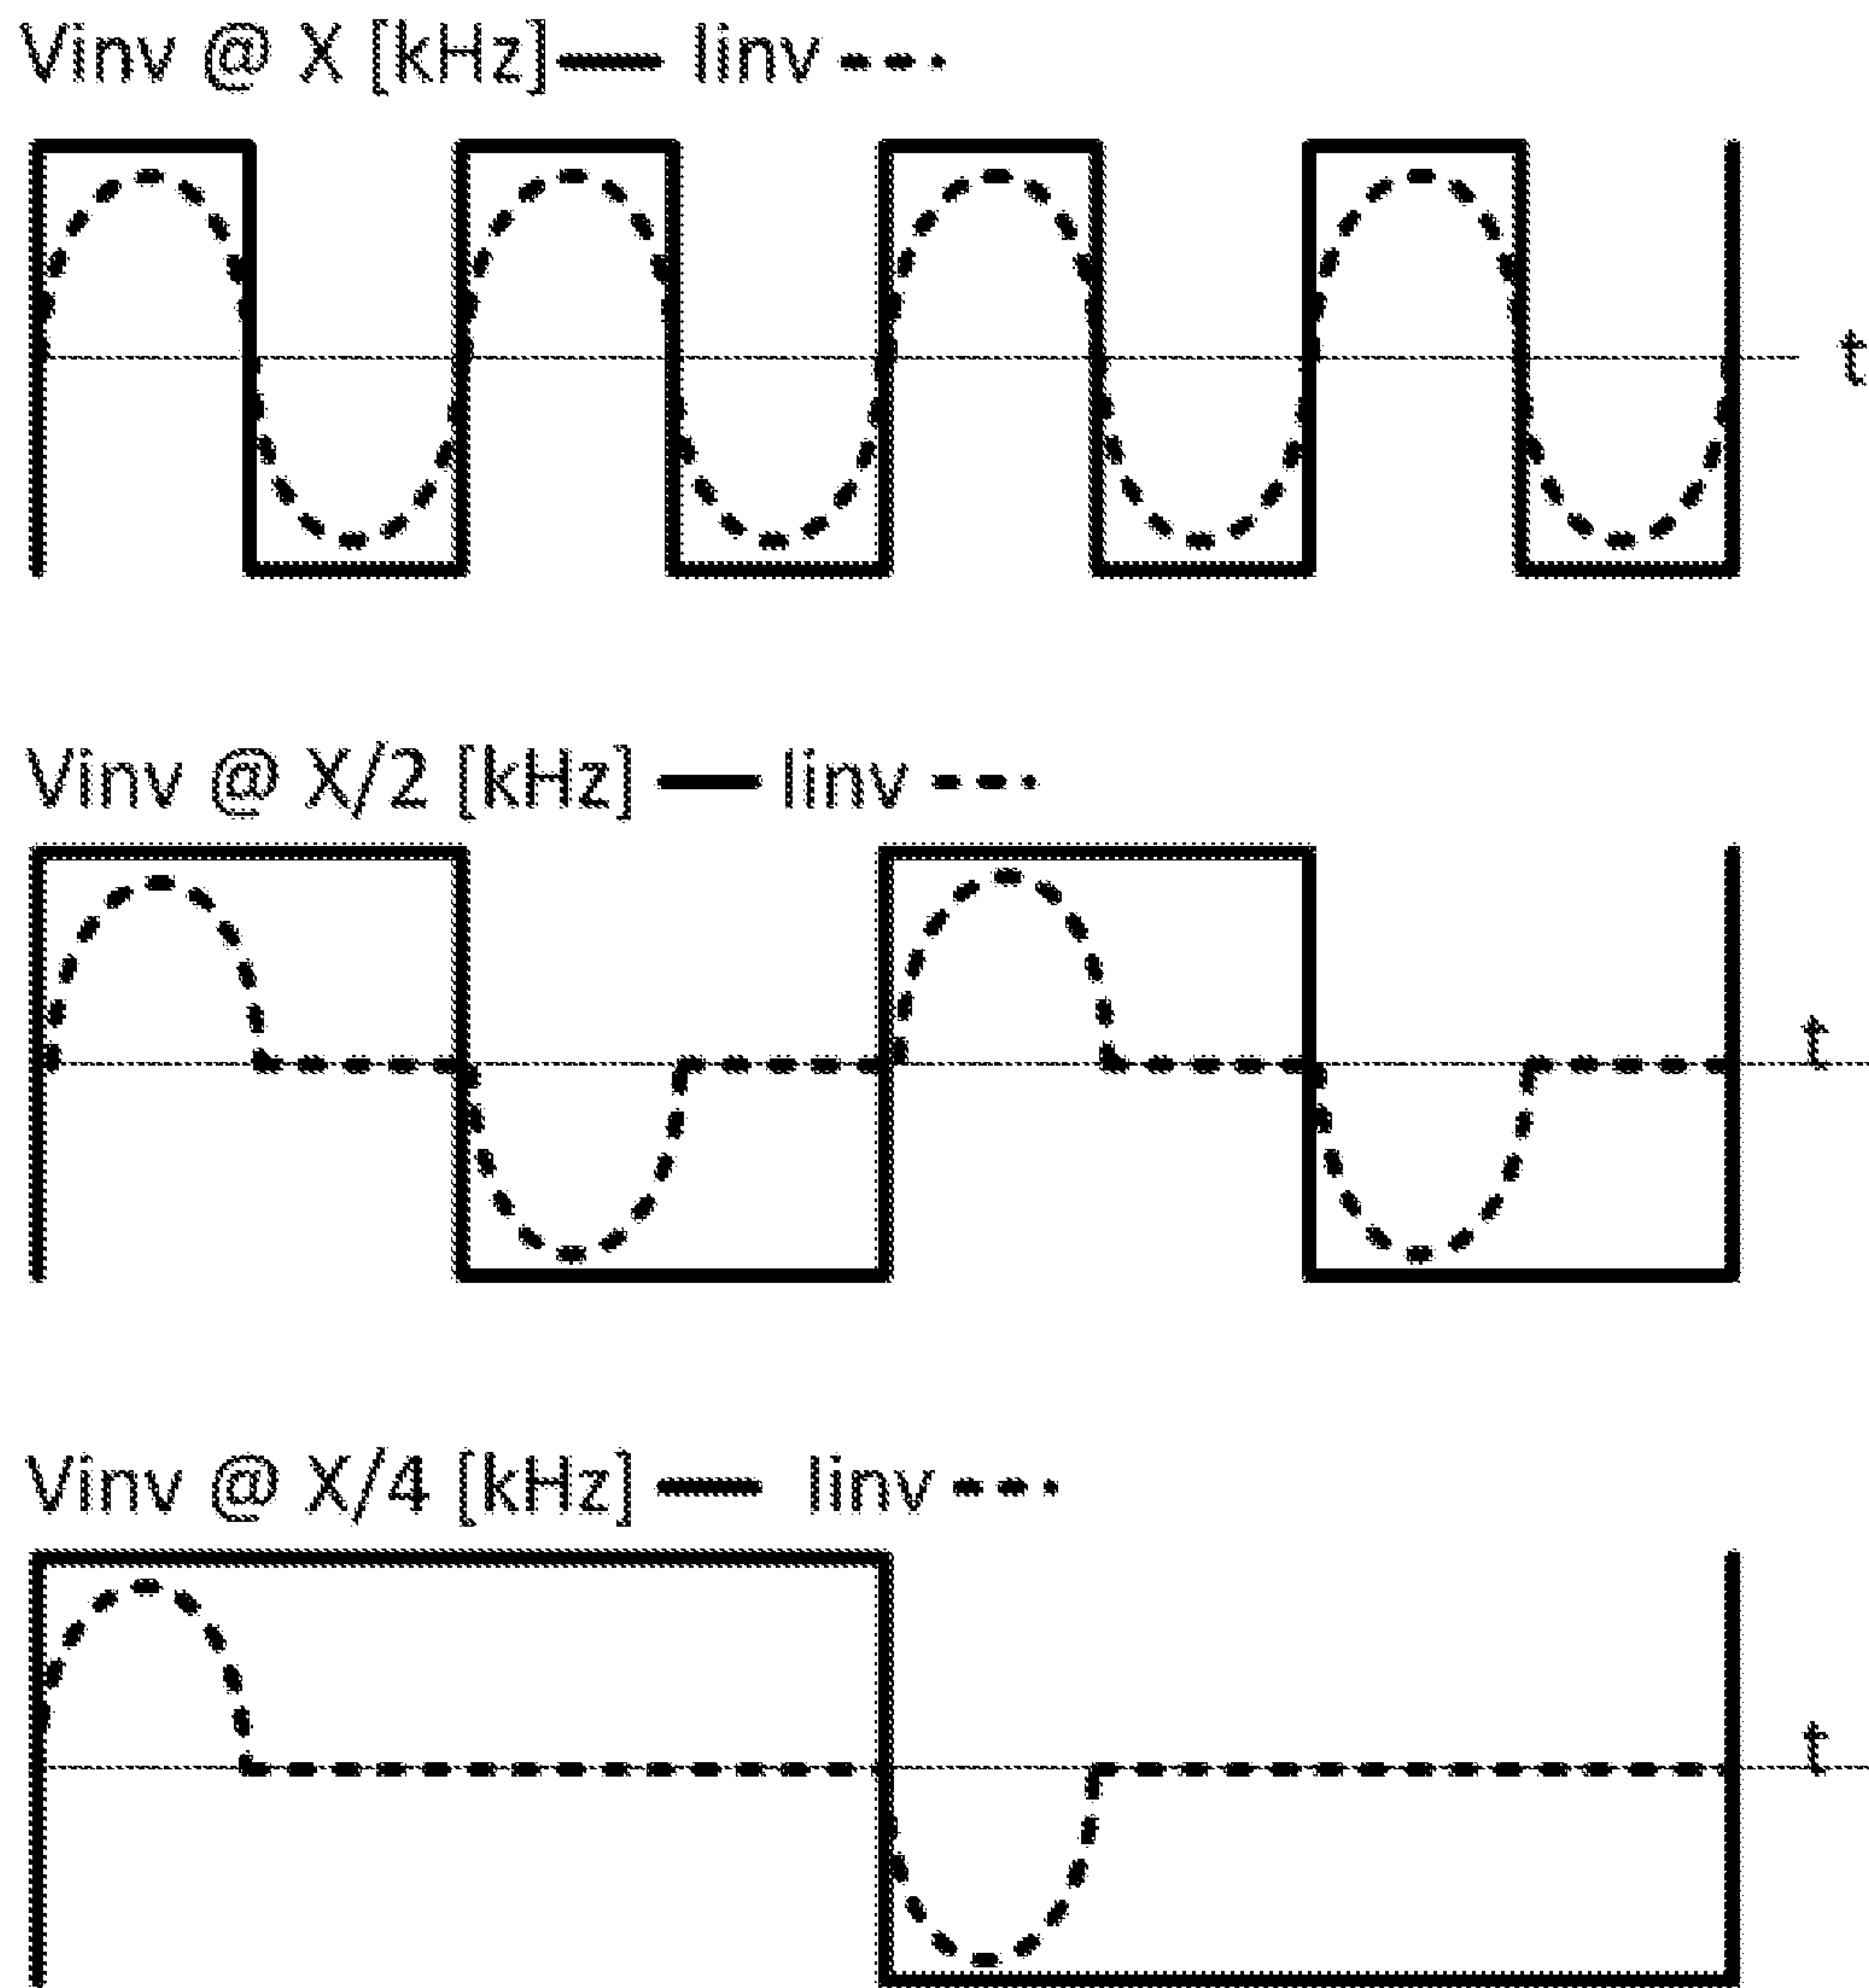 Vinv @ X [kHz] Iinv
t
Vinv @ X/2 [kHz] Iinv
t
Vinv @ X/4 [kHz] Iinv
t